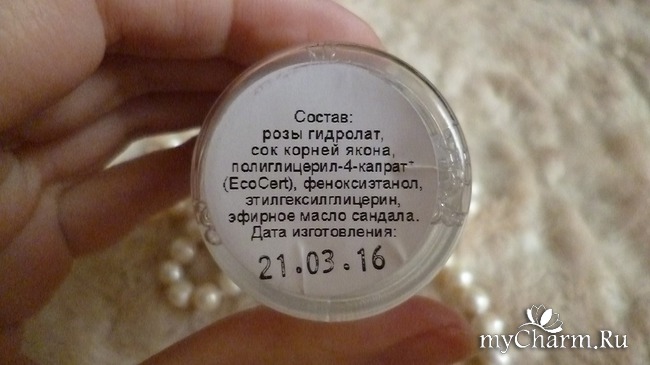 Состав:
розы гидролат,
сок корней якона,
полиглицерил-4-капрат*
(EcoCert), феноксиэтанол,
этилгексилглицерин,
эфирное масло сандала.
Дата изготовления:
21.03.16
myCharm.Ru